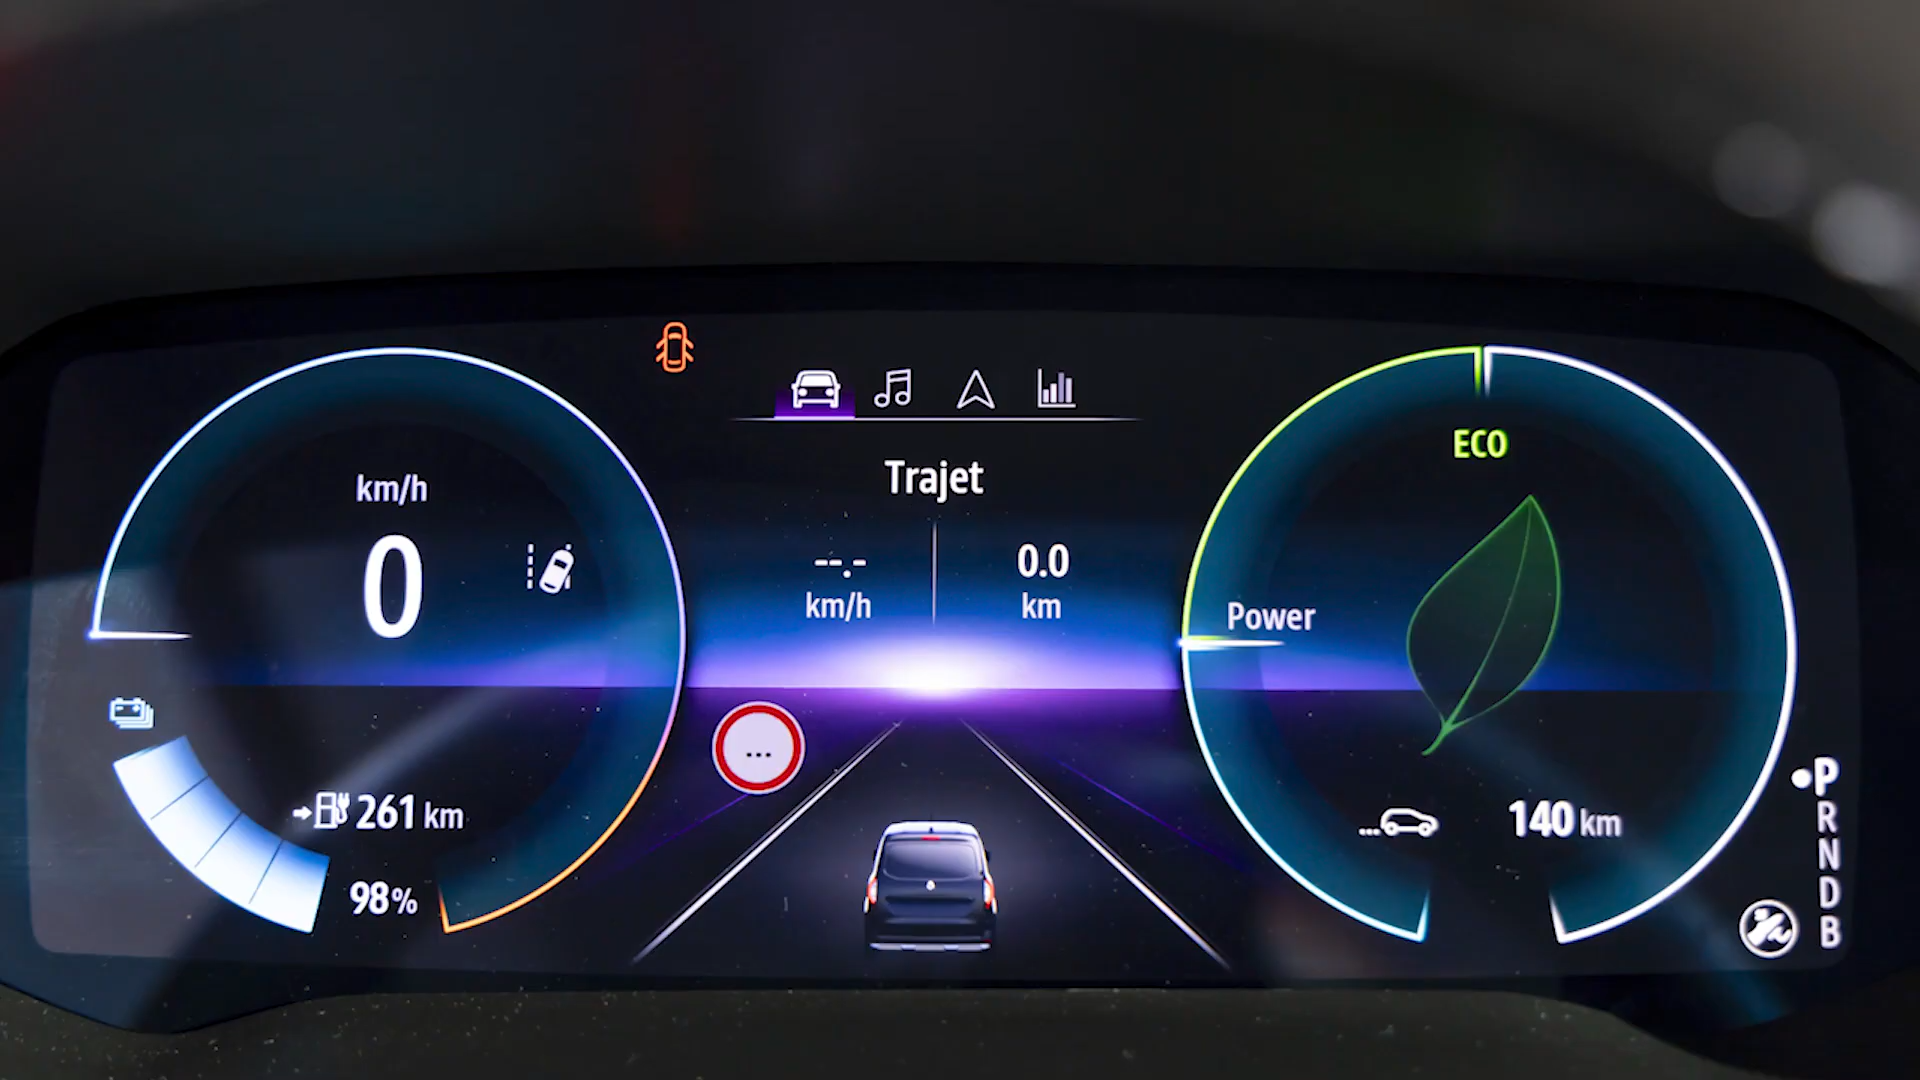 km/h
0
261 km
98%
Trajet
--.-
km/h
0.0
km
...
ECO
Power
...
140 km
P
R
N
D
B